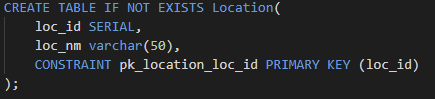 CREATE TABLE IF NOT EXISTS Location(
    loc_id SERIAL,
    loc_nm varchar(50),
    CONSTRAINT pk_location_loc_id PRIMARY KEY (loc_id)
);